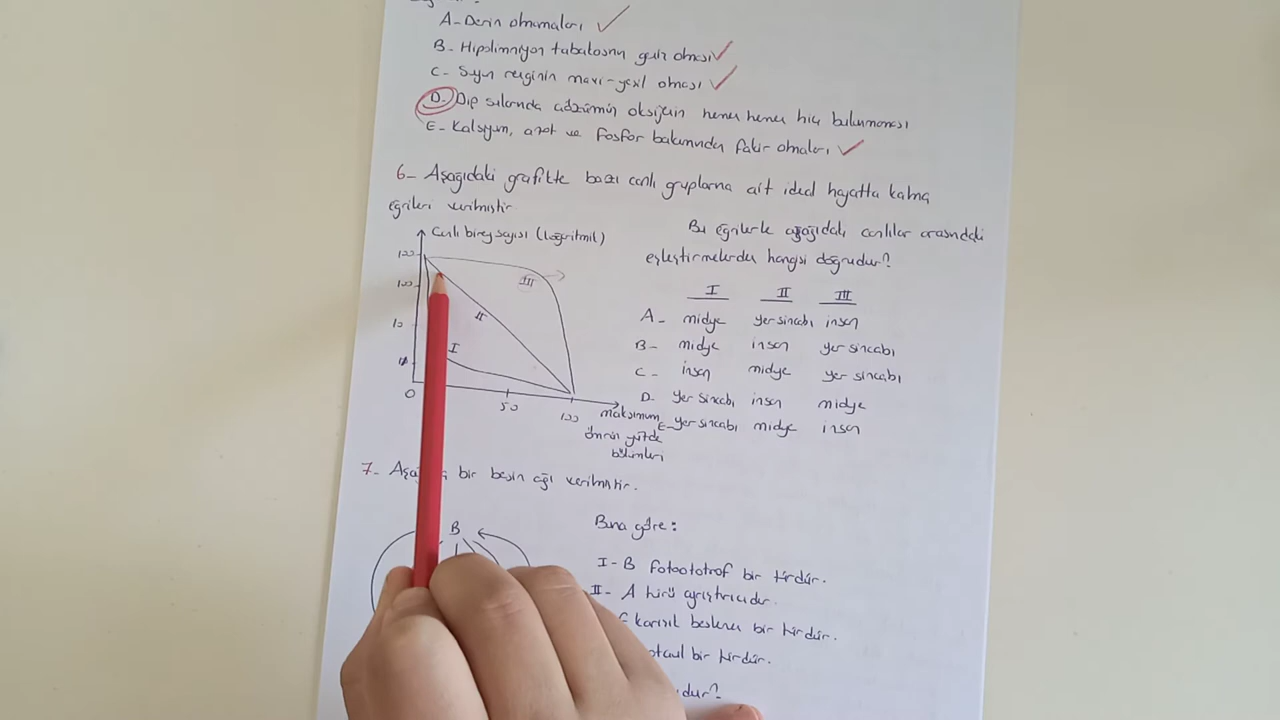 A- Derin olmamaları
B- Hipolimniyon tabakasının geniş olması
C- Suyun renginin mavi-yeşil olması
D- Dip sularında çözünmüş oksijenin hemen hemen hiç bulunmaması
E- Kalsiyum, azot ve fosfor bakımından fakir olmaları
6- Aşağıdaki grafikte bazı canlı gruplarına ait ideal hayatta kalma
eğrileri verilmiştir
Canlı birey sayısı (logaritmik)
100
10
0
50
100
I
II
III
maksimum
ömrün yüzde
bölümleri
Bu eğrilerle aşağıdaki canlılar arasındaki
eşleştirmelerden hangisi doğrudur?
I II III
A- midye yer sincabı insan
B- midye insan yer sincabı
C- insan midye yer sincabı
D- yer sincabı insan midye
E- yer sincabı midye insan
7- bir besin ağı verilmiştir.
B
Buna göre:
I- B fotoototrof bir türdür.
II- A türü ayrıştırıcıdır.
karışık beslenen bir türdür.
bir türdür.